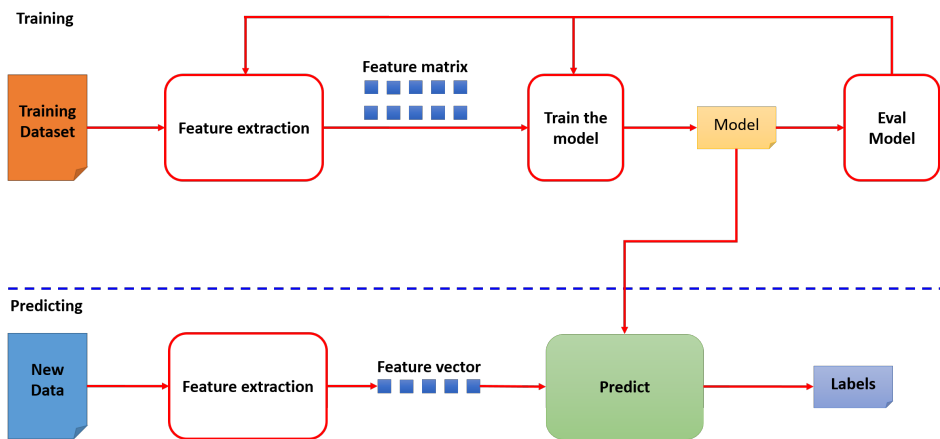 Training
Training
Dataset
Feature extraction
Feature matrix
Train the
model
Model
Eval
Model
Predicting
New
Data
Feature extraction
Feature vector
Predict
Labels